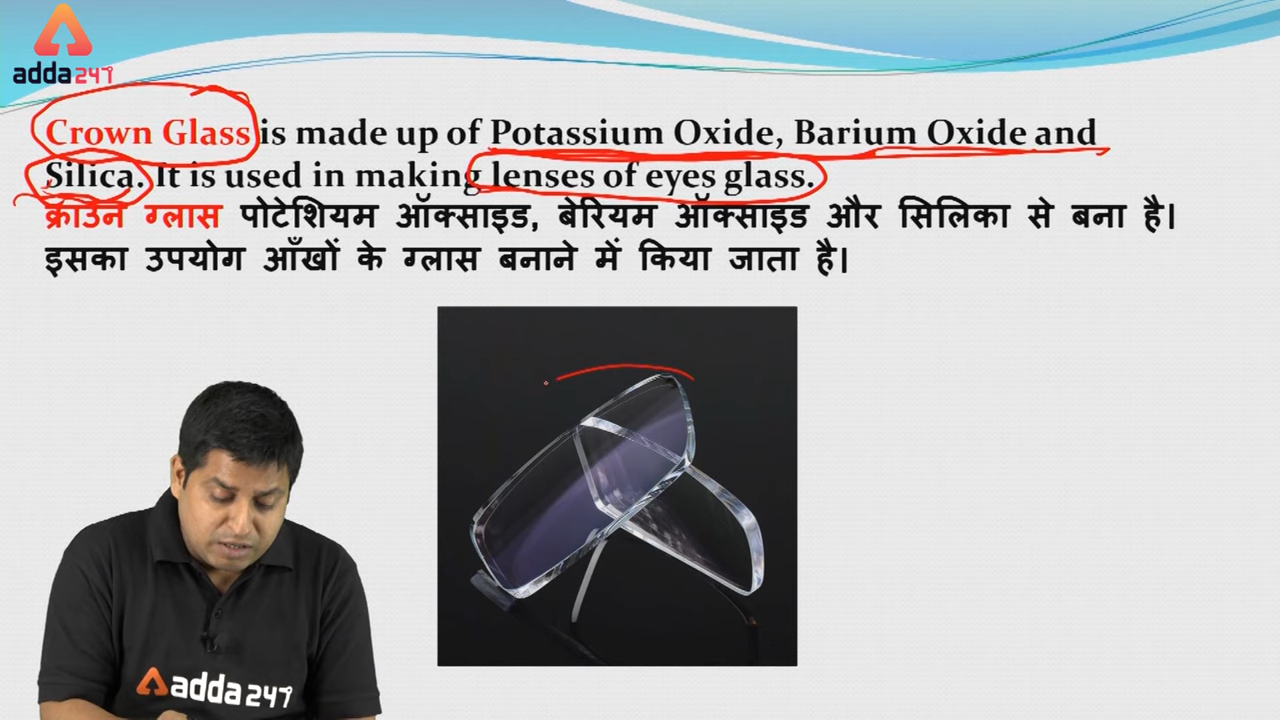 adda247
Crown Glass is made up of Potassium Oxide, Barium Oxide and
Silica. It is used in making lenses of eyes glass.
क्राउन ग्लास पोटेशियम ऑक्साइड, बेरियम ऑक्साइड और सिलिका से बना है।
इसका उपयोग आँखों के ग्लास बनाने में किया जाता है।
adda247